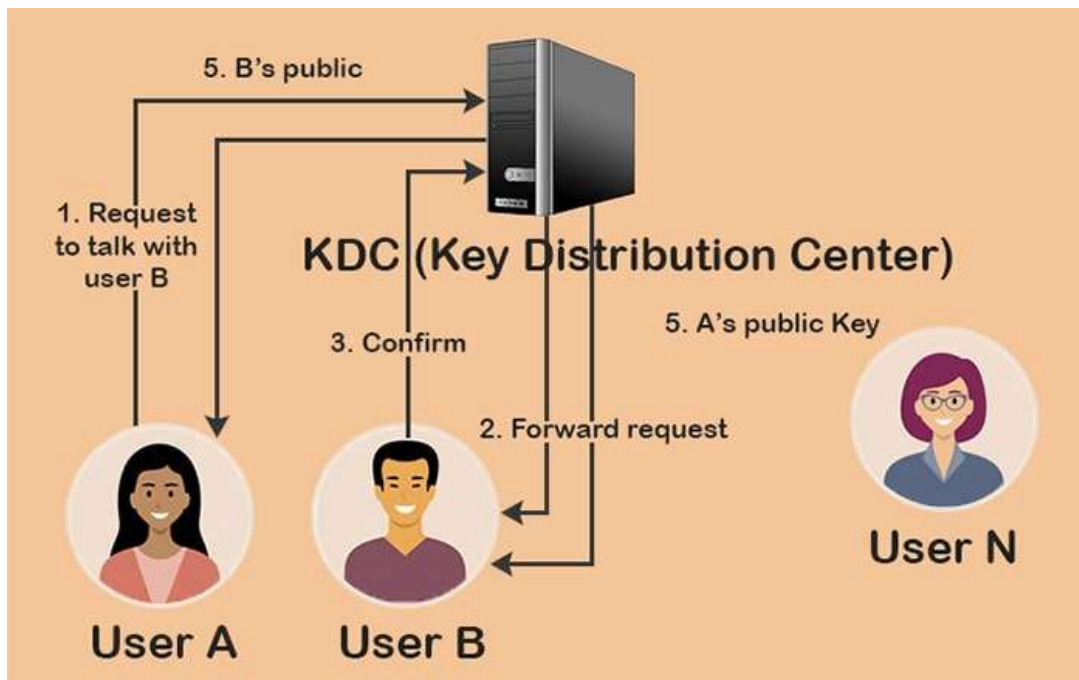 5. B's public
1. Request
to talk with
user B
KDC (Key Distribution Center)
5. A's public Key
3. Confirm
2. Forward request
User N
User A
User B